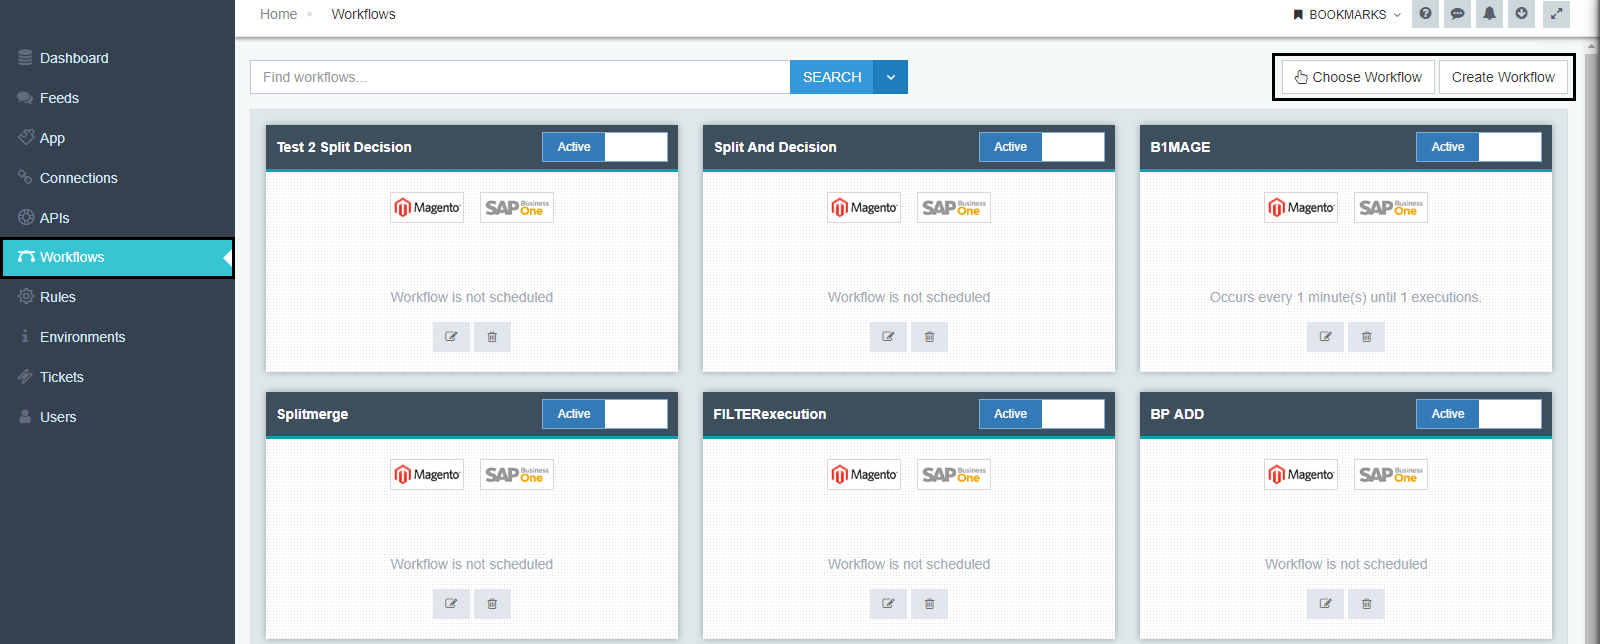 Home • Workflows
BOOKMARKS
Dashboard
Feeds
App
Connections
APIs
Workflows
Rules
Environments
Tickets
Users
Find workflows...
SEARCH
Choose Workflow
Create Workflow
Test 2 Split Decision
Active
Magento
SAP Business One
Workflow is not scheduled
Split And Decision
Active
Magento
SAP Business One
Workflow is not scheduled
B1MAGE
Active
Magento
SAP Business One
Occurs every 1 minute(s) until 1 executions.
Splitmerge
Active
Magento
SAP Business One
Workflow is not scheduled
FILTERexecution
Active
Magento
SAP Business One
Workflow is not scheduled
BP ADD
Active
Magento
SAP Business One
Workflow is not scheduled